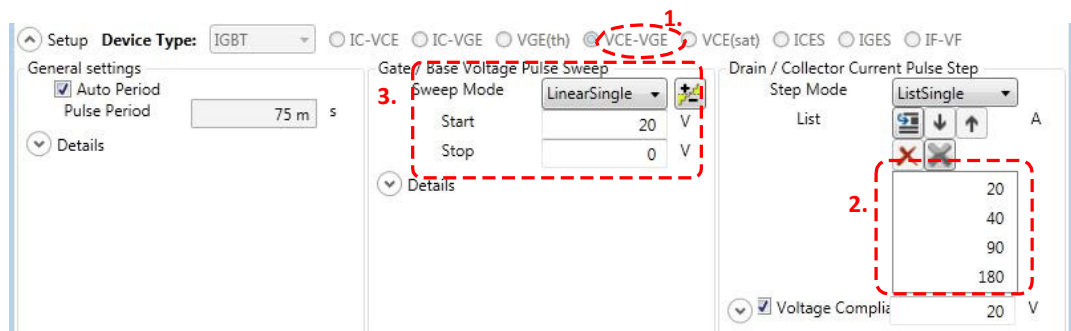 1.
Setup Device Type: IGBT IC-VCE IC-VGE VGE(th) VCE-VGE VCE(sat) ICES IGES IF-VF
General settings
Auto Period
Pulse Period 75 m s
Details
Gate / Base Voltage Pulse Sweep
3. Sweep Mode LinearSingle
Start 20 V
Stop 0 V
Details
Drain / Collector Current Pulse Step
Step Mode ListSingle
List A
2.
20
40
90
180
Voltage Complia 20 V